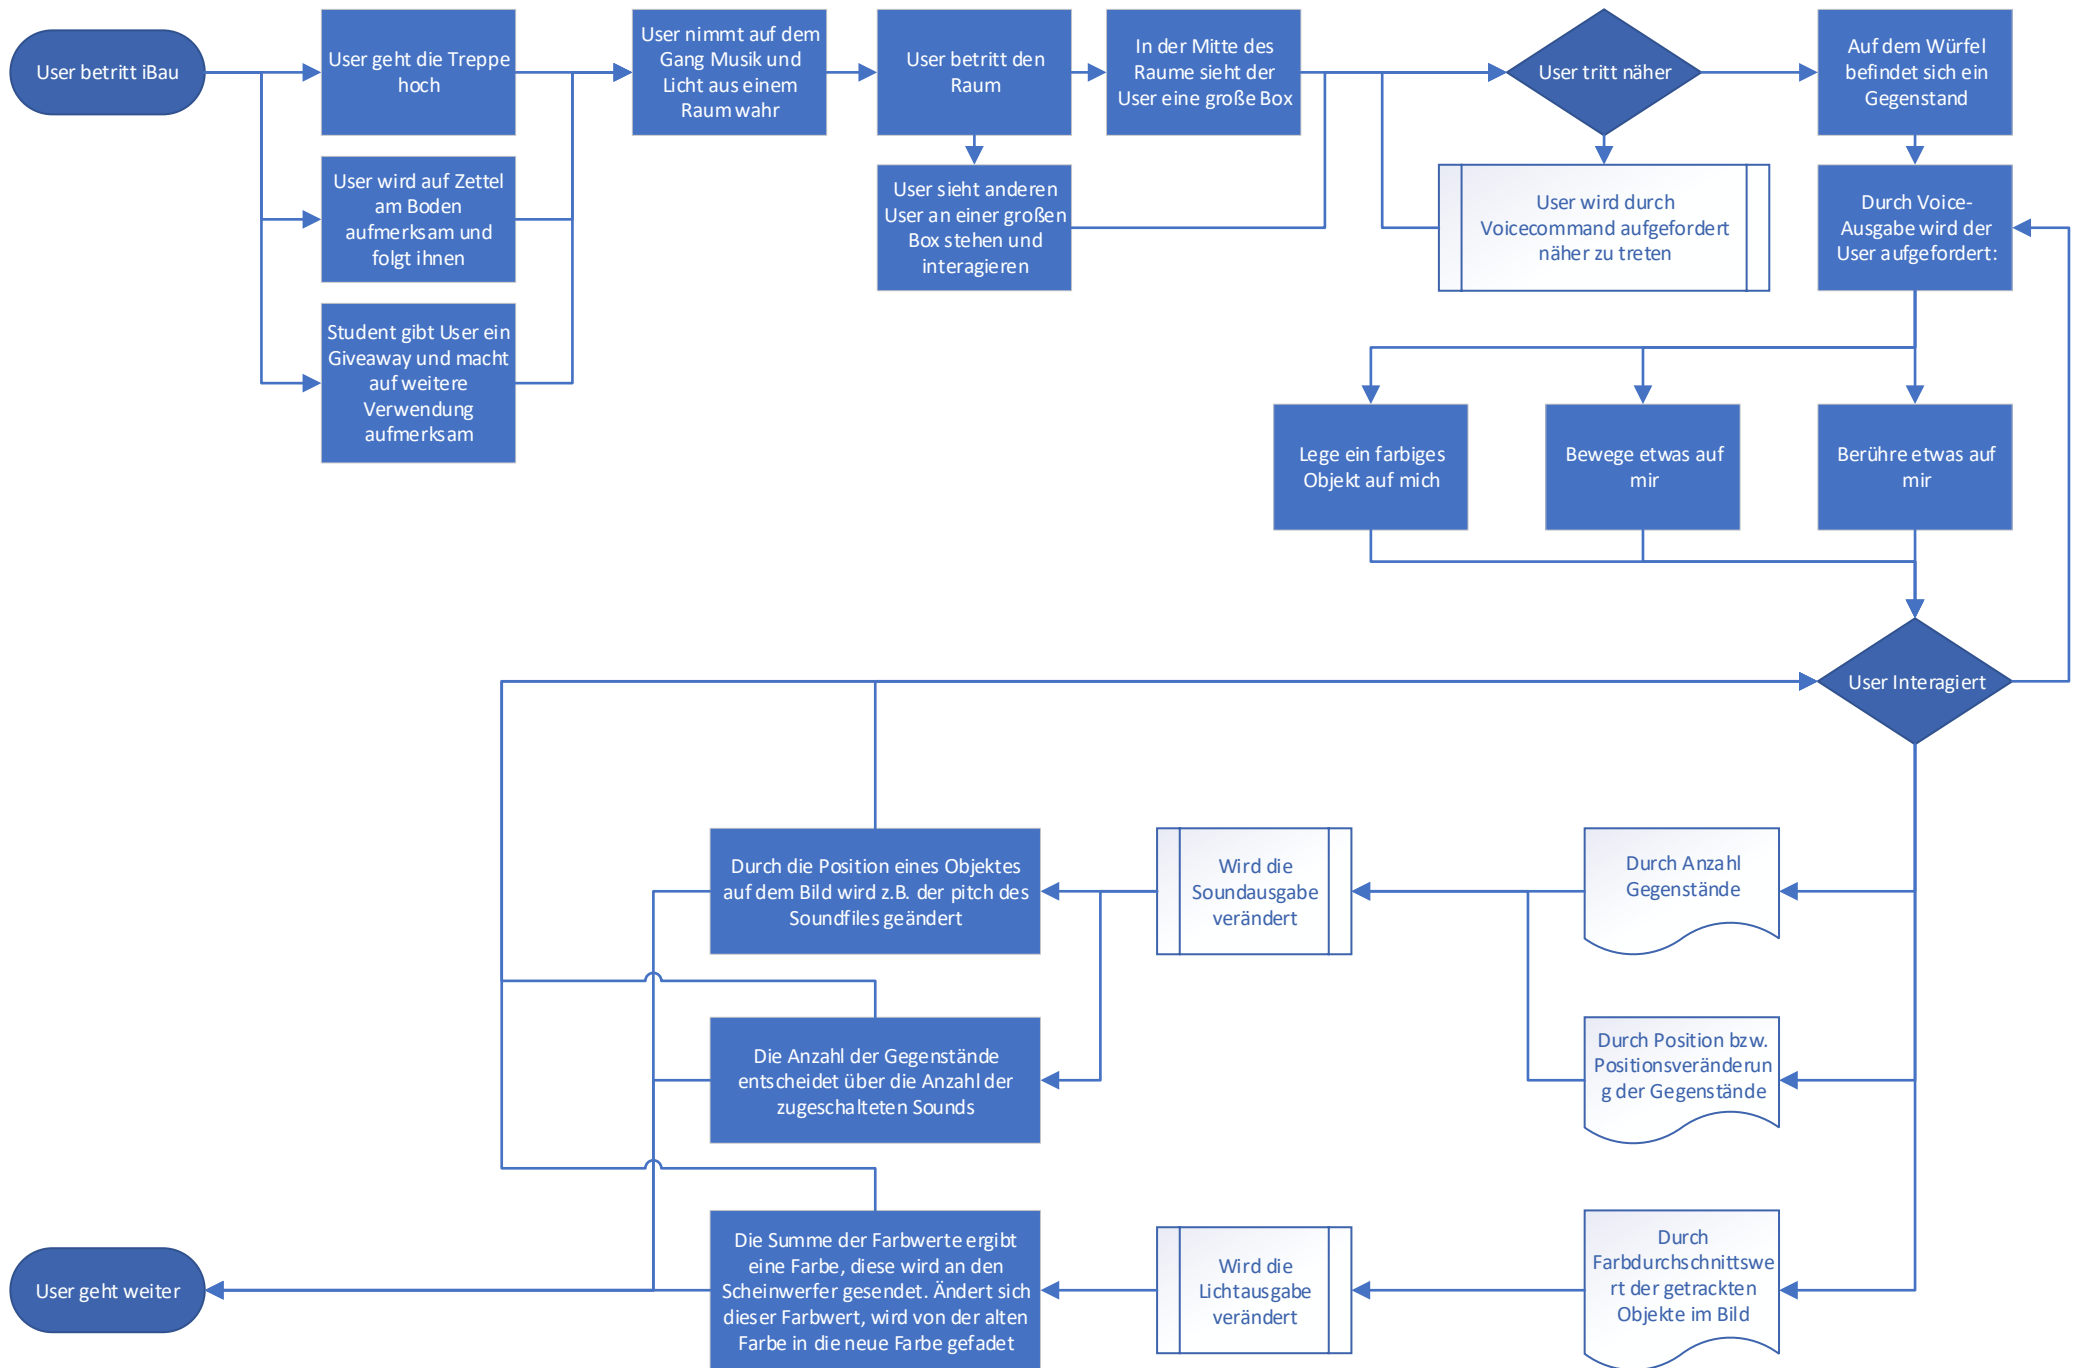 User betritt iBau
User geht die Treppe
hoch
User nimmt auf dem
Gang Musik und
Licht aus einem
Raum wahr
User betritt den
Raum
In der Mitte des
Raume sieht der
User eine große Box
User tritt näher
Auf dem Würfel
befindet sich ein
Gegenstand
User wird auf Zettel
am Boden
aufmerksam und
folgt ihnen
User sieht anderen
User an einer großen
Box stehen und
interagieren
User wird durch
Voicecommand aufgefordert
näher zu treten
Durch Voice-
Ausgabe wird der
User aufgefordert:
Student gibt User ein
Giveaway und macht
auf weitere
Verwendung
aufmerksam
Lege ein farbiges
Objekt auf mich
Bewege etwas auf
mir
Berühre etwas auf
mir
User Interagiert
Durch die Position eines Objektes
auf dem Bild wird z.B. der pitch des
Soundfiles geändert
Wird die
Soundausgabe
verändert
Durch Anzahl
Gegenstände
Die Anzahl der Gegenstände
entscheidet über die Anzahl der
zugeschalteten Sounds
Durch Position bzw.
Positionsveränderun
g der Gegenstände
User geht weiter
Die Summe der Farbwerte ergibt
eine Farbe, diese wird an den
Scheinwerfer gesendet. Ändert sich
dieser Farbwert, wird von der alten
Farbe in die neue Farbe gefadet
Wird die
Lichtausgabe
verändert
Durch
Farbdurchschnittswe
rt der getrackten
Objekte im Bild